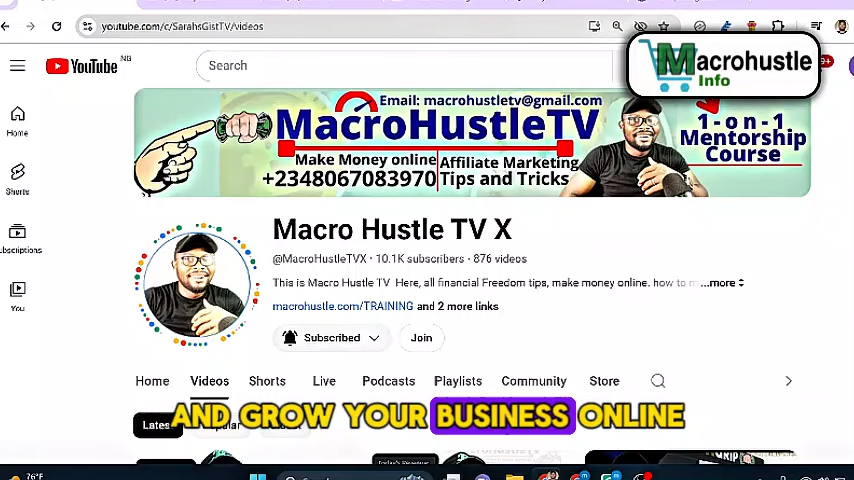 youtube.com/c/SarahsGistTV/videos
YouTube NG
Search
9+
Macrohustle
Info
Email: macrohustletv@gmail.com
MacroHustleTV
Make Money online
+2348067083970
Affiliate Marketing
Tips and Tricks
1-on-1
Mentorship
Course
Home
Shorts
ubscriptions
You
Macro Hustle TV X
@MacroHustleTVX • 10.1K subscribers • 876 videos
This is Macro Hustle TV Here, all financial Freedom tips, make money online. how to m...more
macrohustle.com/TRAINING and 2 more links
Subscribed
Join
Home Videos Shorts Live Podcasts Playlists Community Store
AND GROW YOUR BUSINESS ONLINE
Lates
76°F